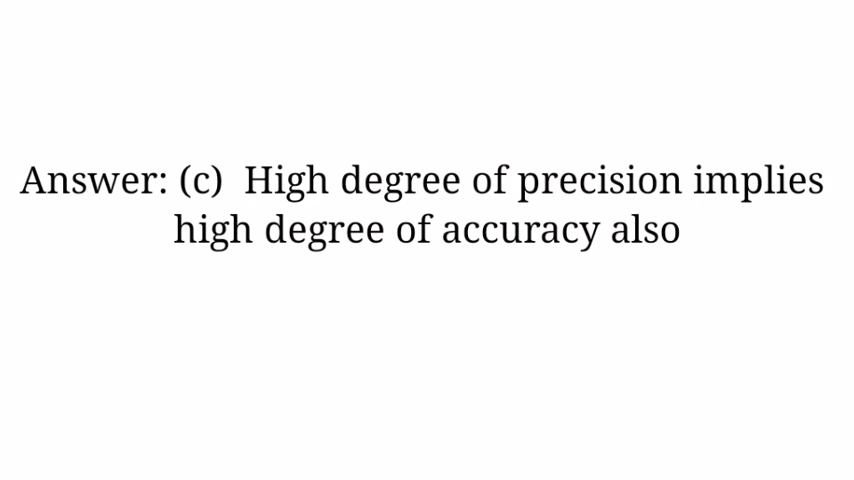 Answer: (c) High degree of precision implies
high degree of accuracy also